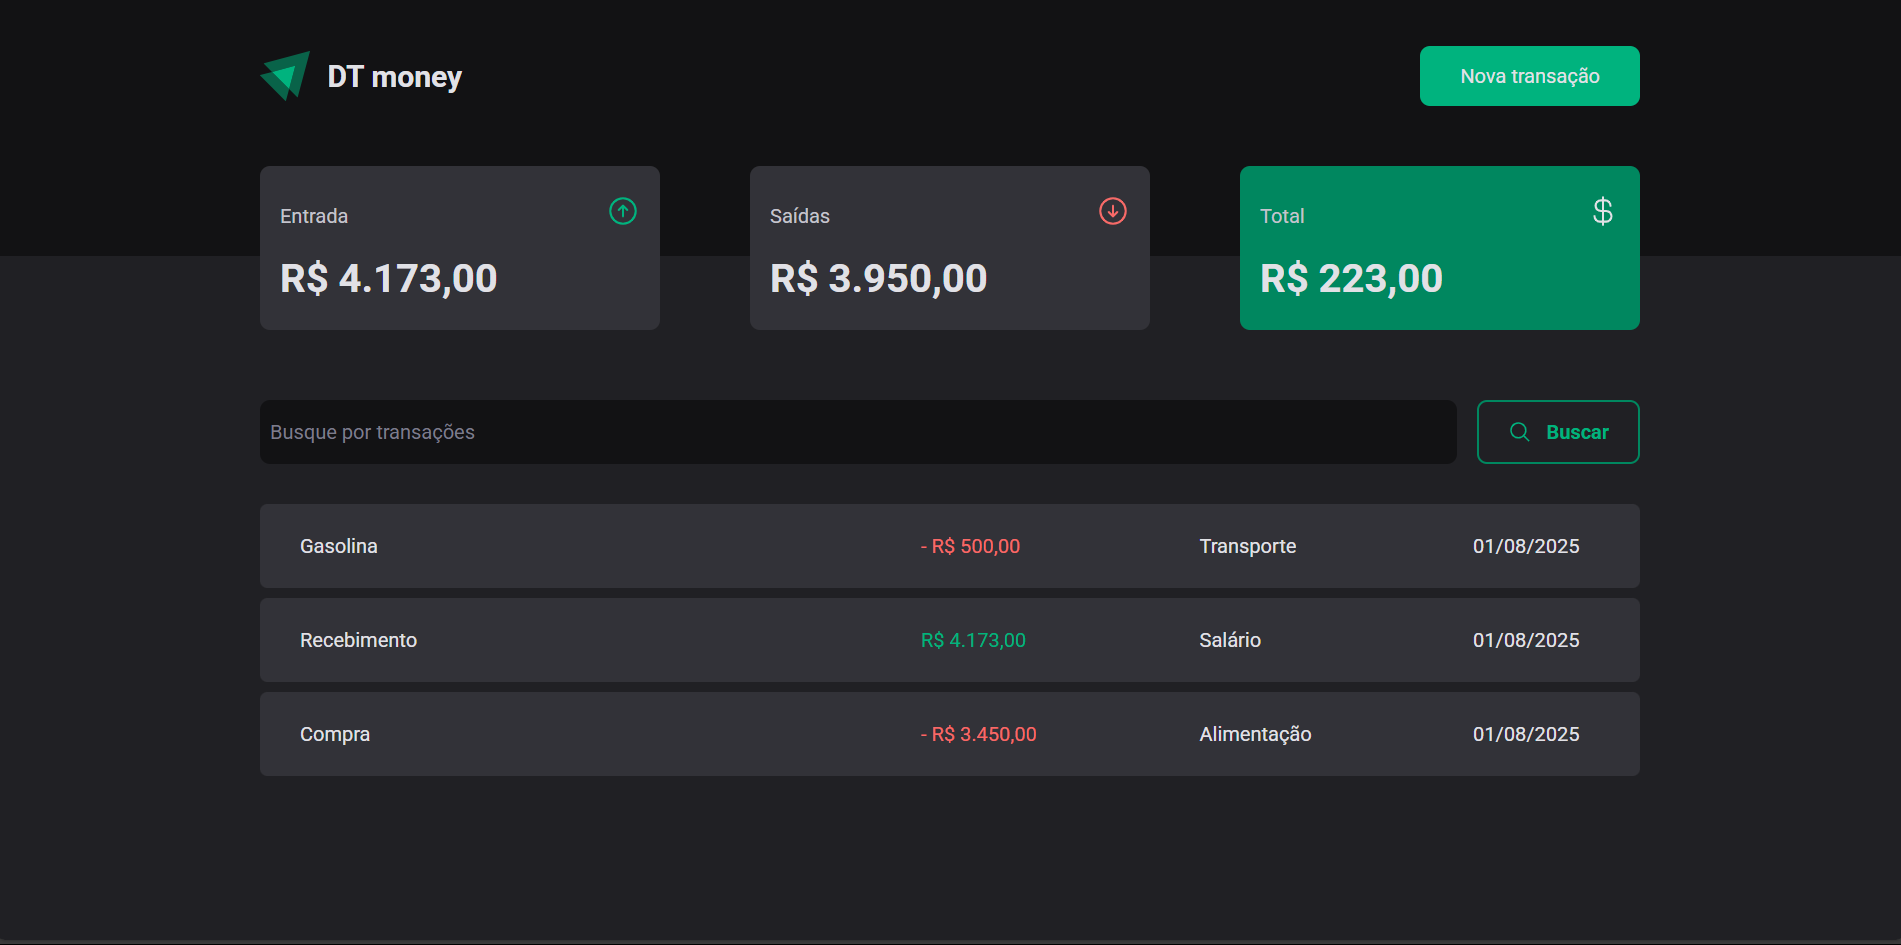 DT money
Nova transação
Entrada
R$ 4.173,00
Saídas
R$ 3.950,00
Total
R$ 223,00
Busque por transações
Buscar
Gasolina - R$ 500,00 Transporte 01/08/2025
Recebimento R$ 4.173,00 Salário 01/08/2025
Compra - R$ 3.450,00 Alimentação 01/08/2025